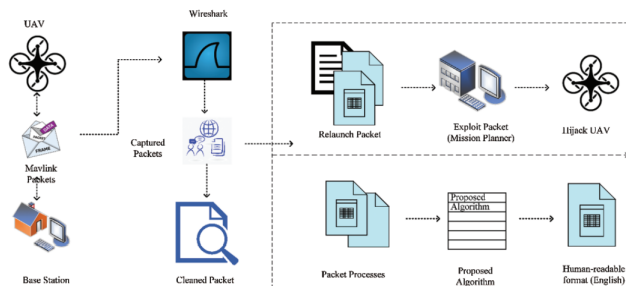 UAV
Mavlink
Packets
Base Station
Wireshark
Captured
Packets
Cleaned Packet
Relaunch Packet
Exploit Packet
(Mission Planner)
Hijack UAV
Packet Processes
Proposed
Algorithm
Proposed
Algorithm
Human-readable
format (English)
FRAME